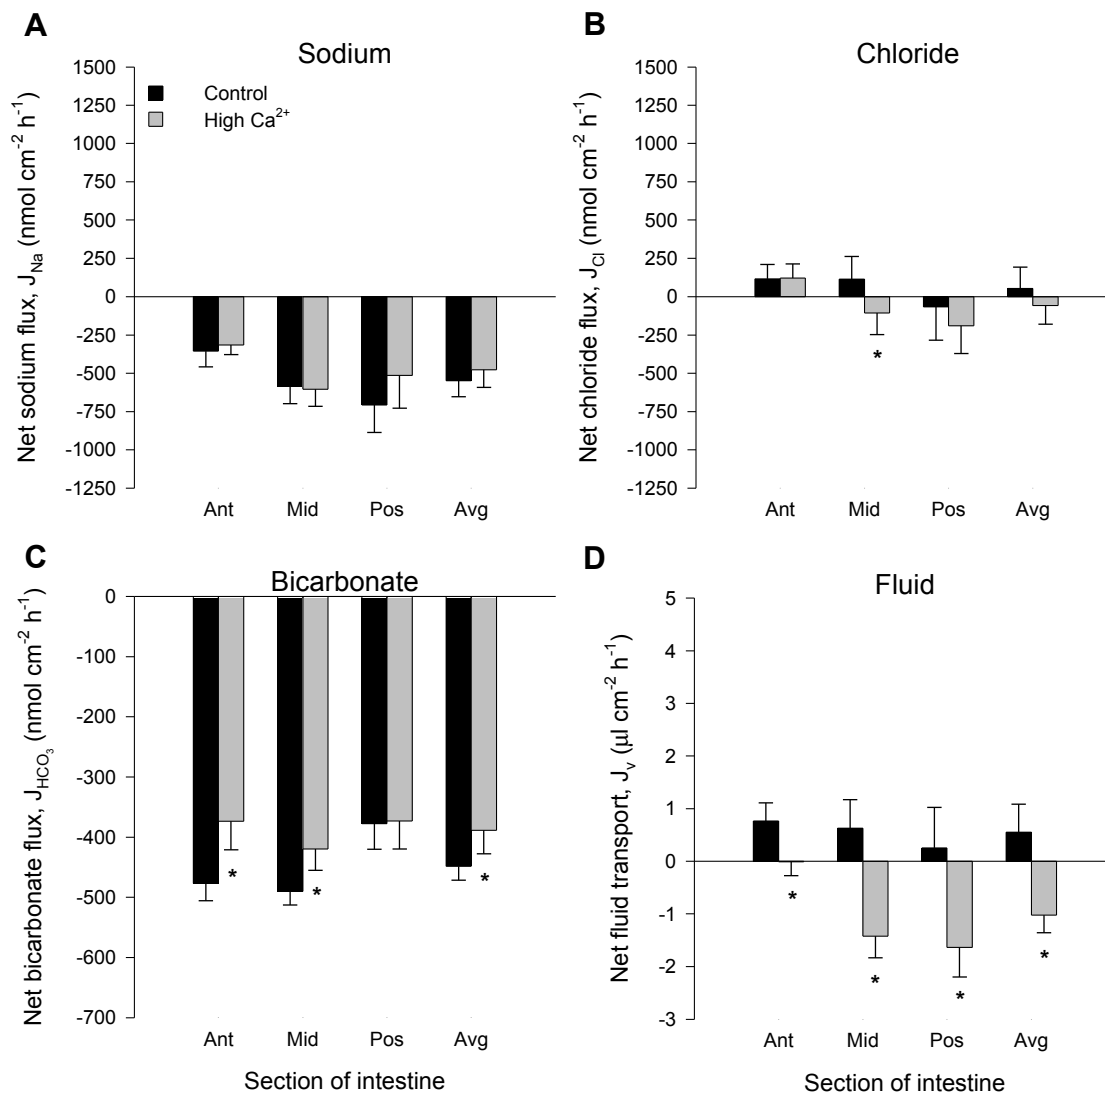 A
Sodium
Control
High Ca²⁺
Net sodium flux, J_Na (nmol cm⁻² h⁻¹)
1500
1250
1000
750
500
250
0
-250
-500
-750
-1000
-1250
Ant Mid Pos Avg
B
Chloride
Net chloride flux, J_Cl (nmol cm⁻² h⁻¹)
1500
1250
1000
750
500
250
0
-250
-500
-750
-1000
-1250
*
Ant Mid Pos Avg
C
Bicarbonate
Net bicarbonate flux, J_HCO₃ (nmol cm⁻² h⁻¹)
0
-100
-200
-300
-400
-500
-600
-700
* * *
Ant Mid Pos Avg
Section of intestine
D
Fluid
Net fluid transport, J_v (µl cm⁻² h⁻¹)
5
4
3
2
1
0
-1
-2
-3
* * * *
Ant Mid Pos Avg
Section of intestine